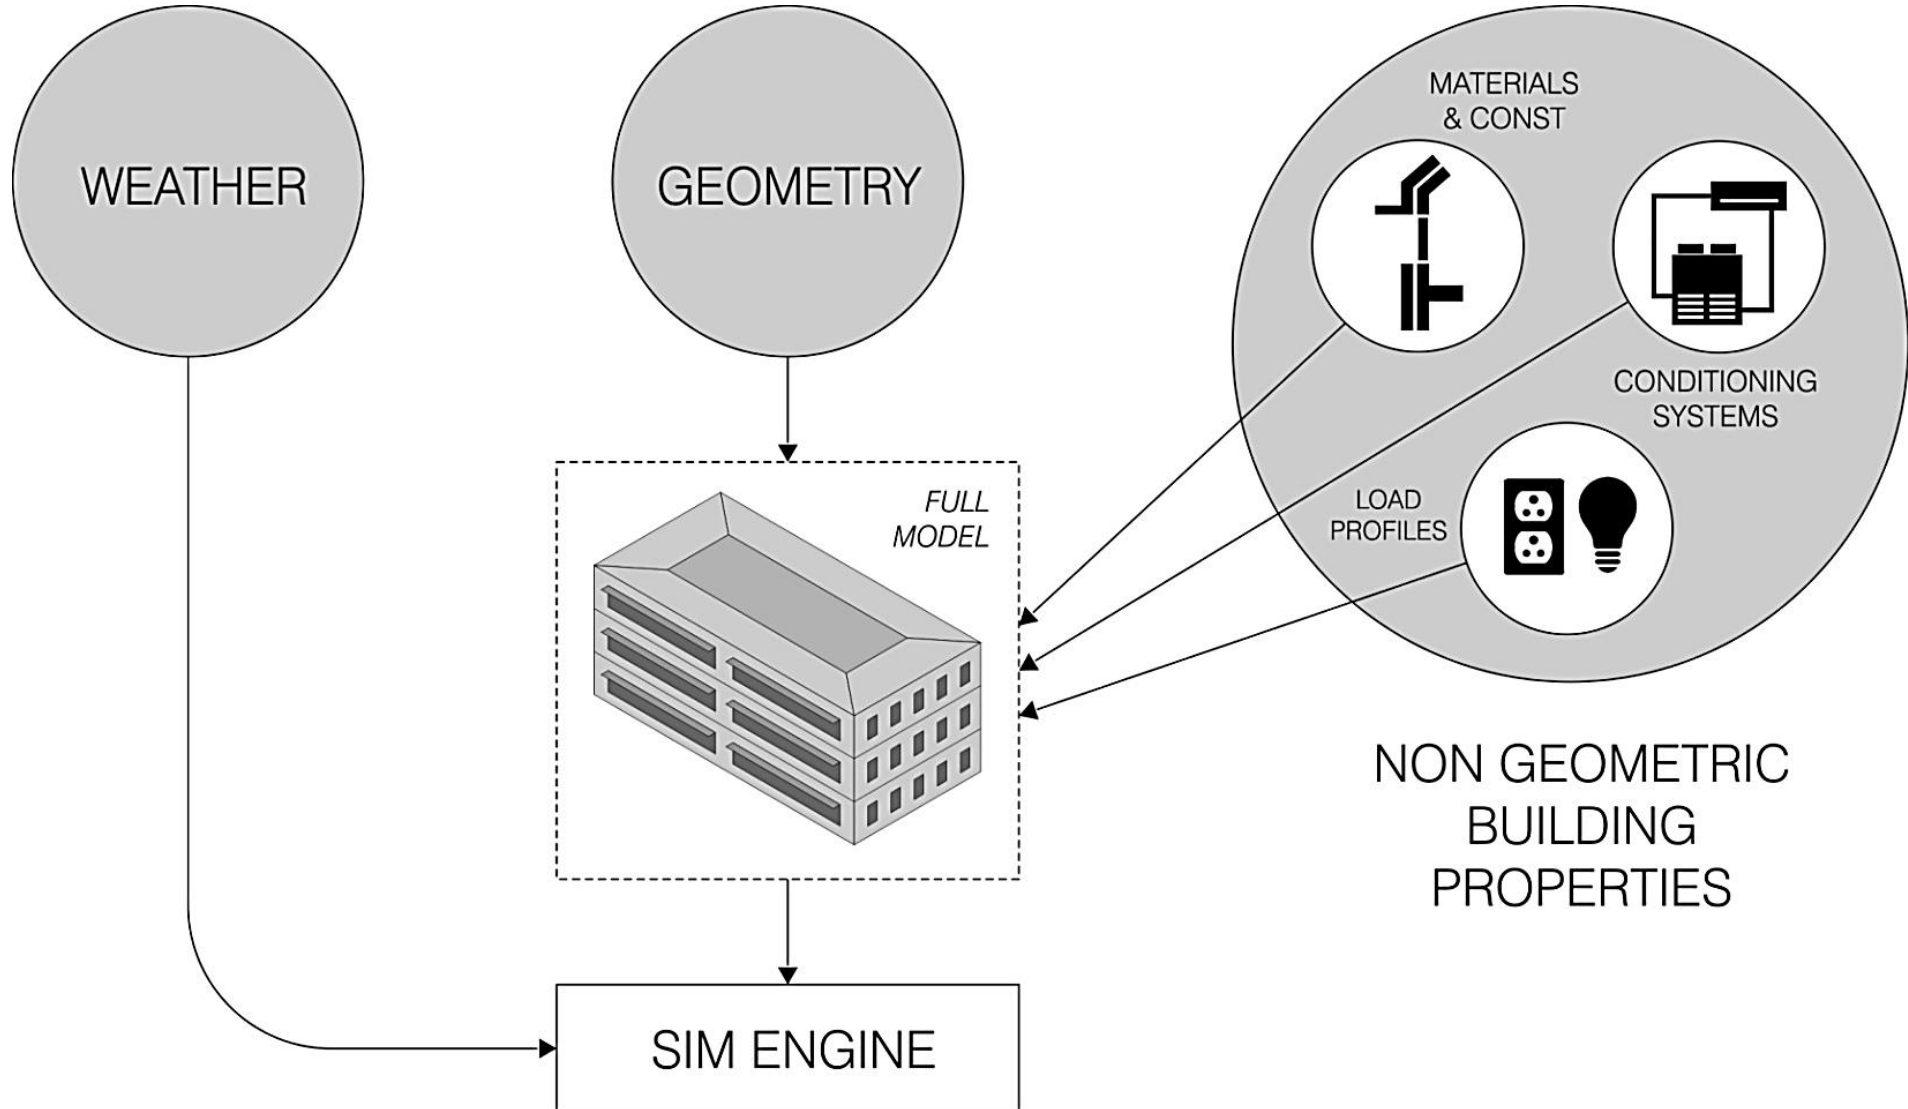 WEATHER
GEOMETRY
MATERIALS
& CONST
CONDITIONING
SYSTEMS
LOAD
PROFILES
FULL
MODEL
NON GEOMETRIC
BUILDING
PROPERTIES
SIM ENGINE